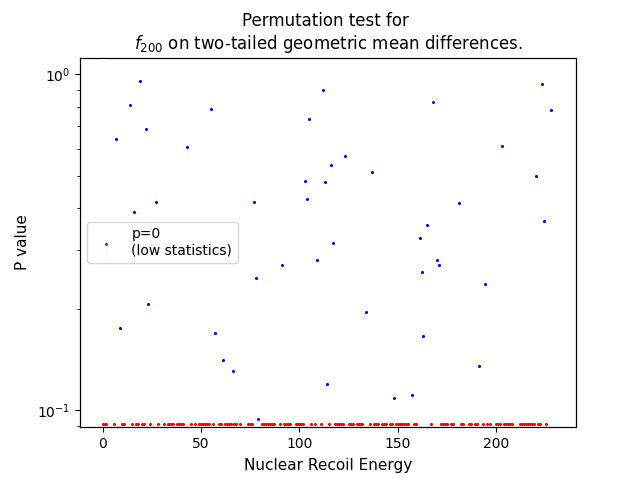 Permutation test for
f₂₀₀ on two-tailed geometric mean differences.
10⁰
P value
p=0
(low statistics)
10⁻¹
0 50 100 150 200
Nuclear Recoil Energy